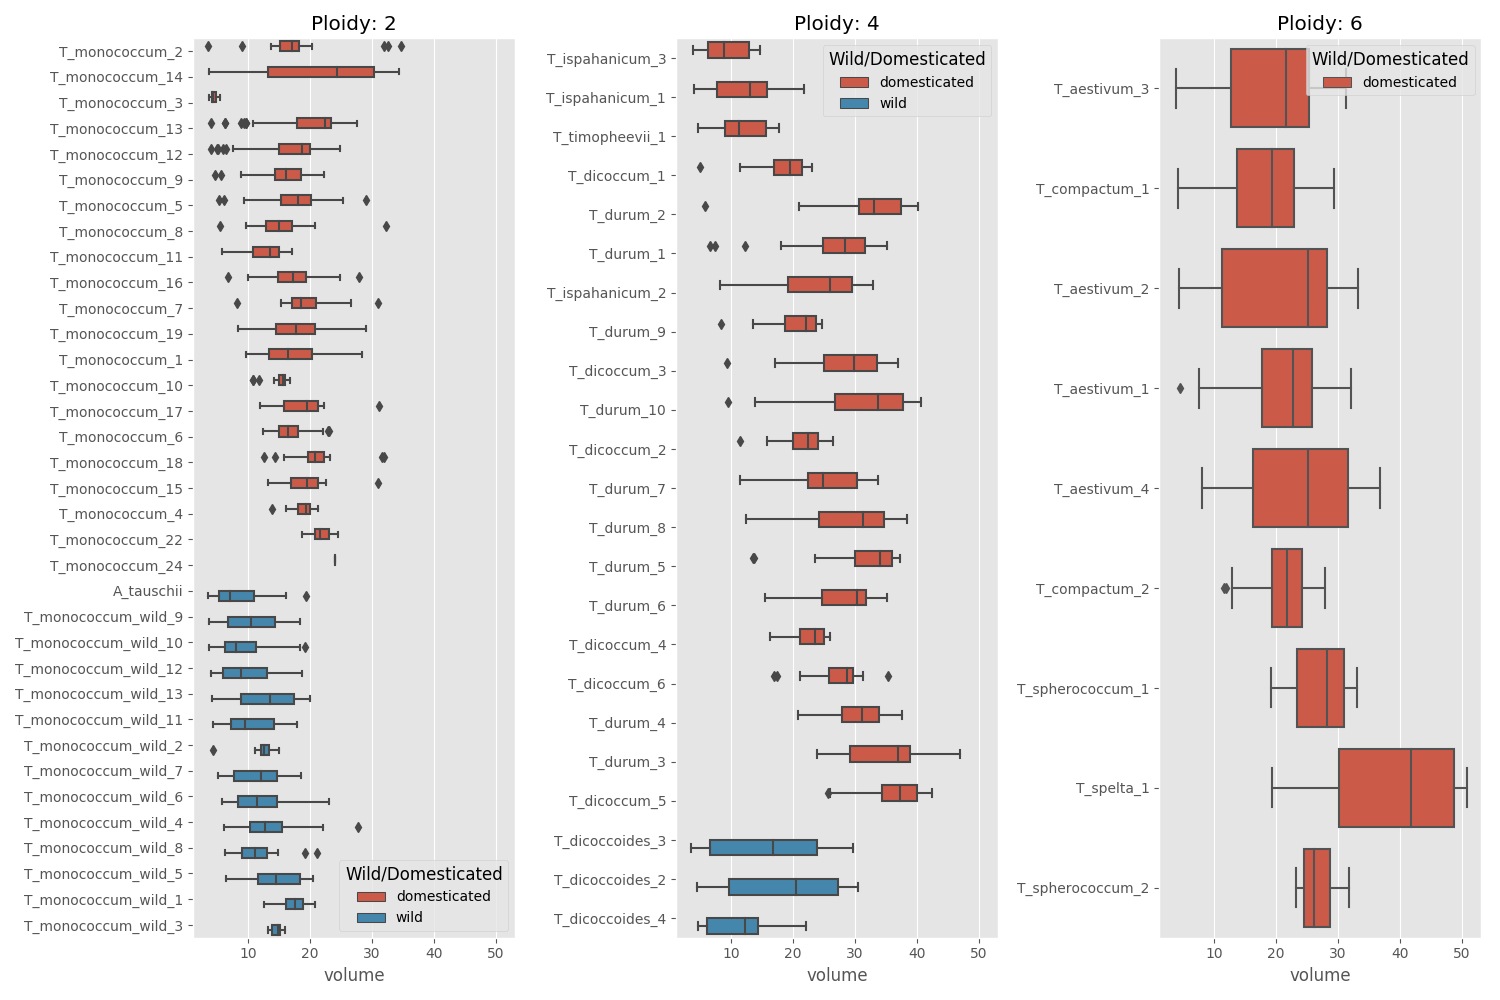 Ploidy: 2
T_monococcum_2
T_monococcum_14
T_monococcum_3
T_monococcum_13
T_monococcum_12
T_monococcum_9
T_monococcum_5
T_monococcum_8
T_monococcum_11
T_monococcum_16
T_monococcum_7
T_monococcum_19
T_monococcum_1
T_monococcum_10
T_monococcum_17
T_monococcum_6
T_monococcum_18
T_monococcum_15
T_monococcum_4
T_monococcum_22
T_monococcum_24
A_tauschii
T_monococcum_wild_9
T_monococcum_wild_10
T_monococcum_wild_12
T_monococcum_wild_13
T_monococcum_wild_11
T_monococcum_wild_2
T_monococcum_wild_7
T_monococcum_wild_6
T_monococcum_wild_4
T_monococcum_wild_8
T_monococcum_wild_5
T_monococcum_wild_1
T_monococcum_wild_3
Wild/Domesticated
domesticated
wild
10 20 30 40 50
volume
Ploidy: 4
Wild/Domesticated
domesticated
wild
T_ispahanicum_3
T_ispahanicum_1
T_timopheevii_1
T_dicoccum_1
T_durum_2
T_durum_1
T_ispahanicum_2
T_durum_9
T_dicoccum_3
T_durum_10
T_dicoccum_2
T_durum_7
T_durum_8
T_durum_5
T_durum_6
T_dicoccum_4
T_dicoccum_6
T_durum_4
T_durum_3
T_dicoccum_5
T_dicoccoides_3
T_dicoccoides_2
T_dicoccoides_4
10 20 30 40 50
volume
Ploidy: 6
Wild/Domesticated
domesticated
T_aestivum_3
T_compactum_1
T_aestivum_2
T_aestivum_1
T_aestivum_4
T_compactum_2
T_spherococcum_1
T_spelta_1
T_spherococcum_2
10 20 30 40 50
volume